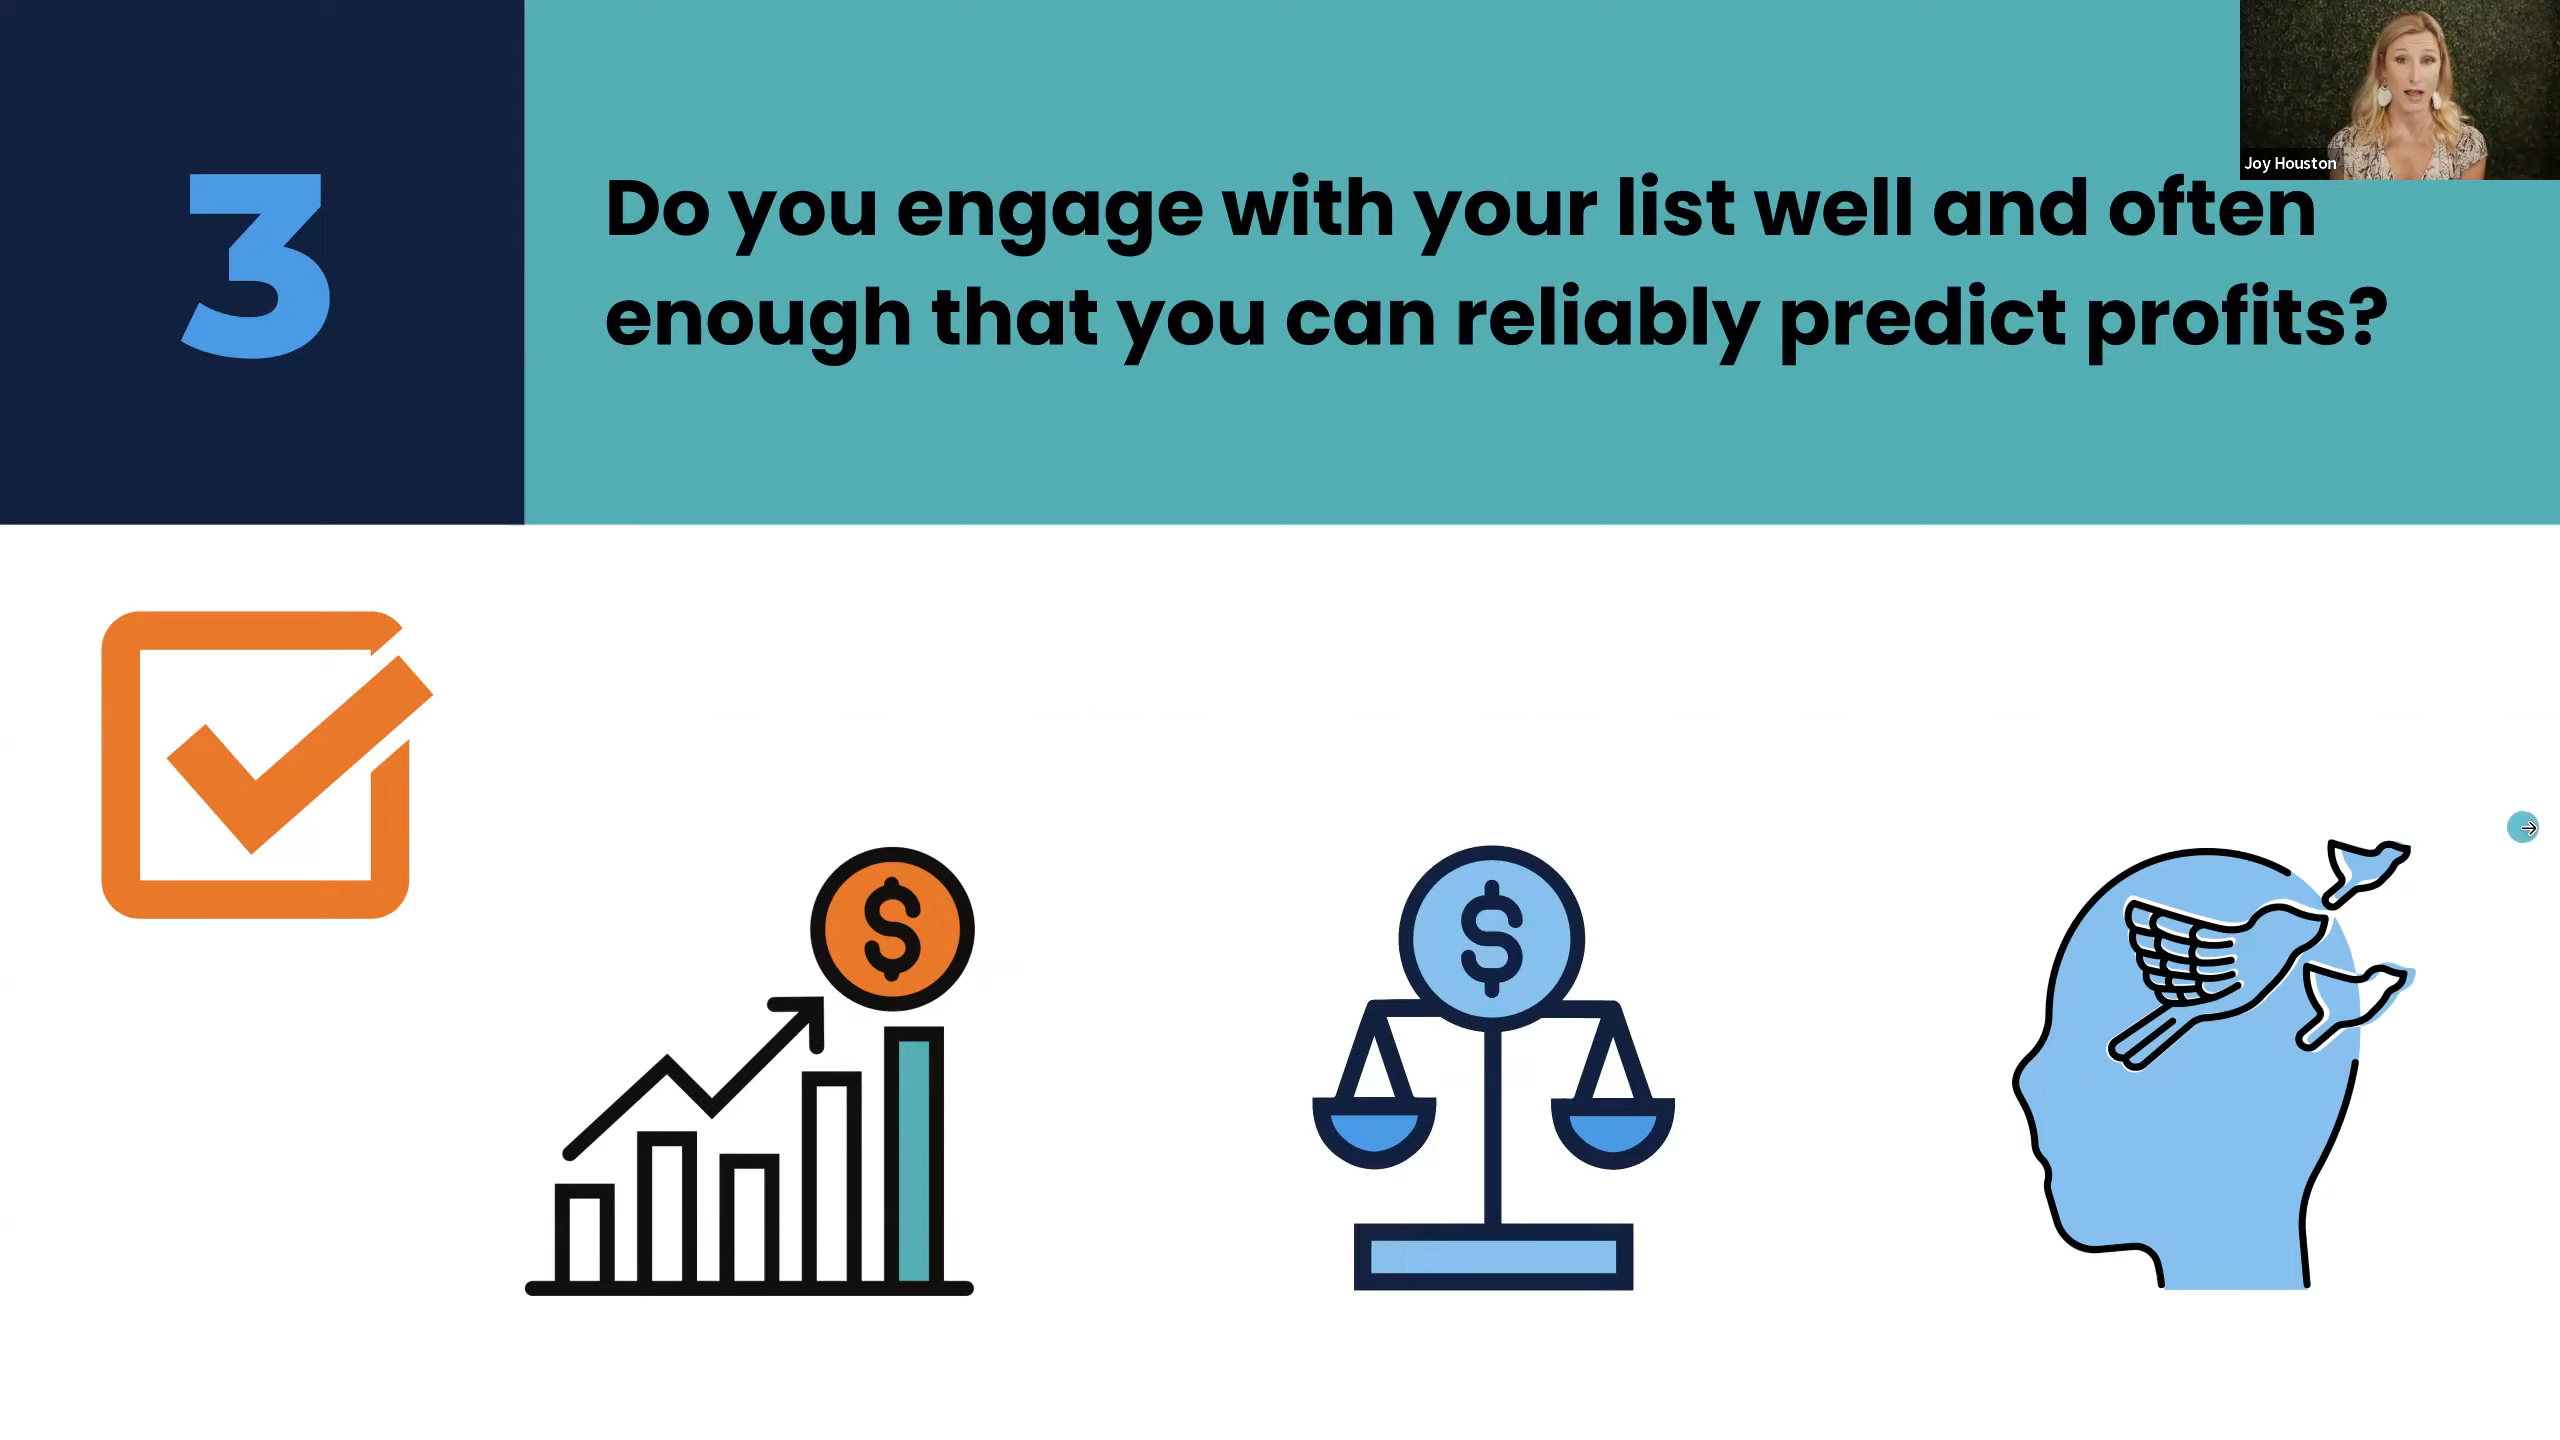 3
Do you engage with your list well and often
enough that you can reliably predict profits?
Joy Houston
$
$